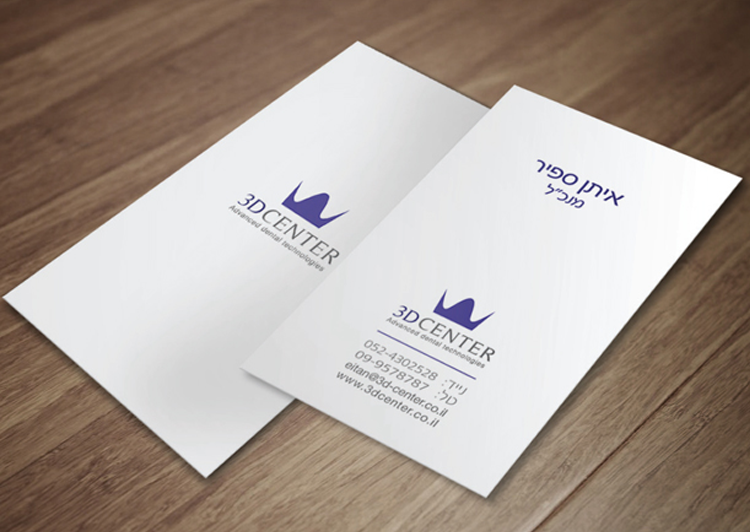 3DCENTER
Advanced dental technologies
איתן ספיר
מנכ״ל
3DCENTER
Advanced dental technologies
נייד: 052-4302528
טל: 09-9578787
eitan@3d-center.co.il
www.3dcenter.co.il